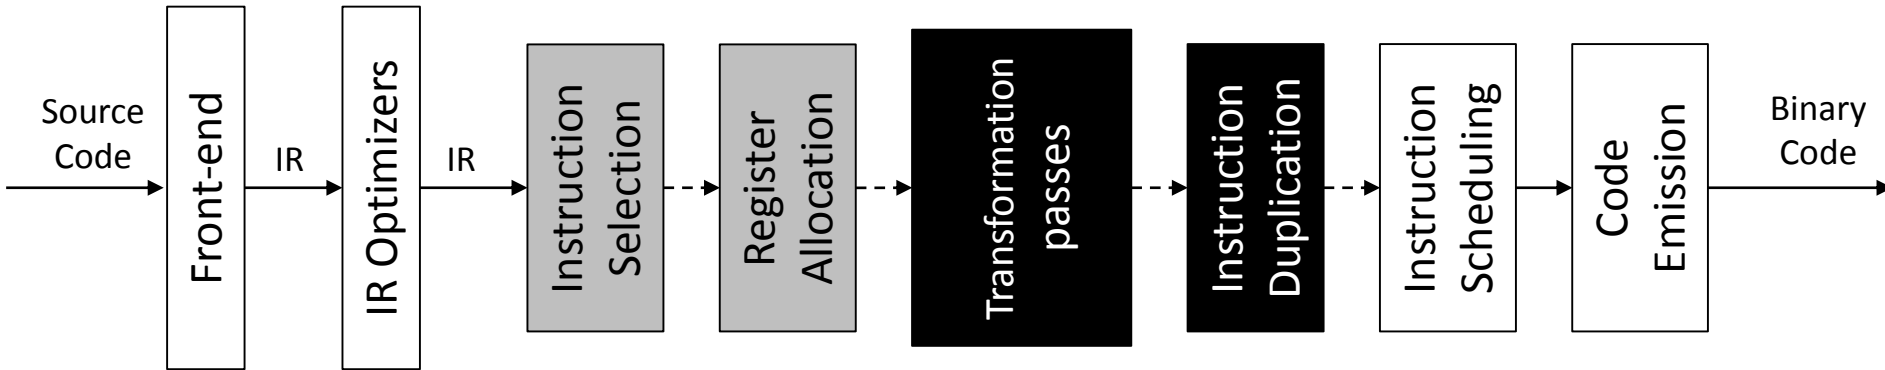 Source
Code
Front-end
IR
IR Optimizers
IR
Instruction
Selection
Register
Allocation
Transformation
passes
Instruction
Duplication
Instruction
Scheduling
Code
Emission
Binary
Code